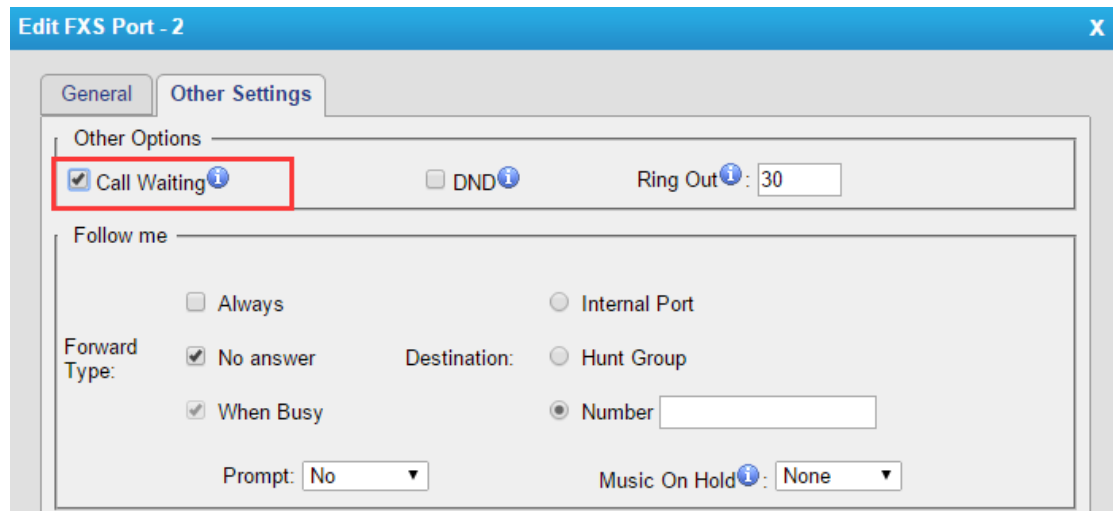 Edit FXS Port - 2 X
General Other Settings
Other Options
Call Waiting DND Ring Out : 30
Follow me
Always Internal Port
Forward Type: No answer Destination: Hunt Group
When Busy Number
Prompt: No Music On Hold : None